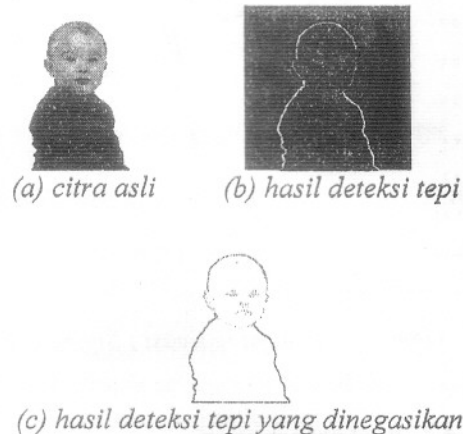 (a) citra asli
(b) hasil deteksi tepi
(c) hasil deteksi tepi yang dinegasikan